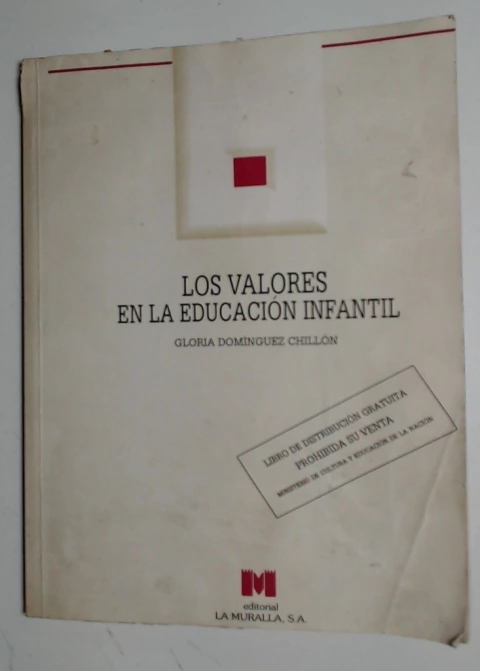 LOS VALORES
EN LA EDUCACIÓN INFANTIL
GLORIA DOMINGUEZ CHILLÓN
LIBRO DE DISTRIBUCIÓN GRATUITA
PROHIBIDA SU VENTA
MINISTERIO DE CULTURA Y EDUCACIÓN DE LA NACIÓN
editorial
LA MURALLA, S.A.